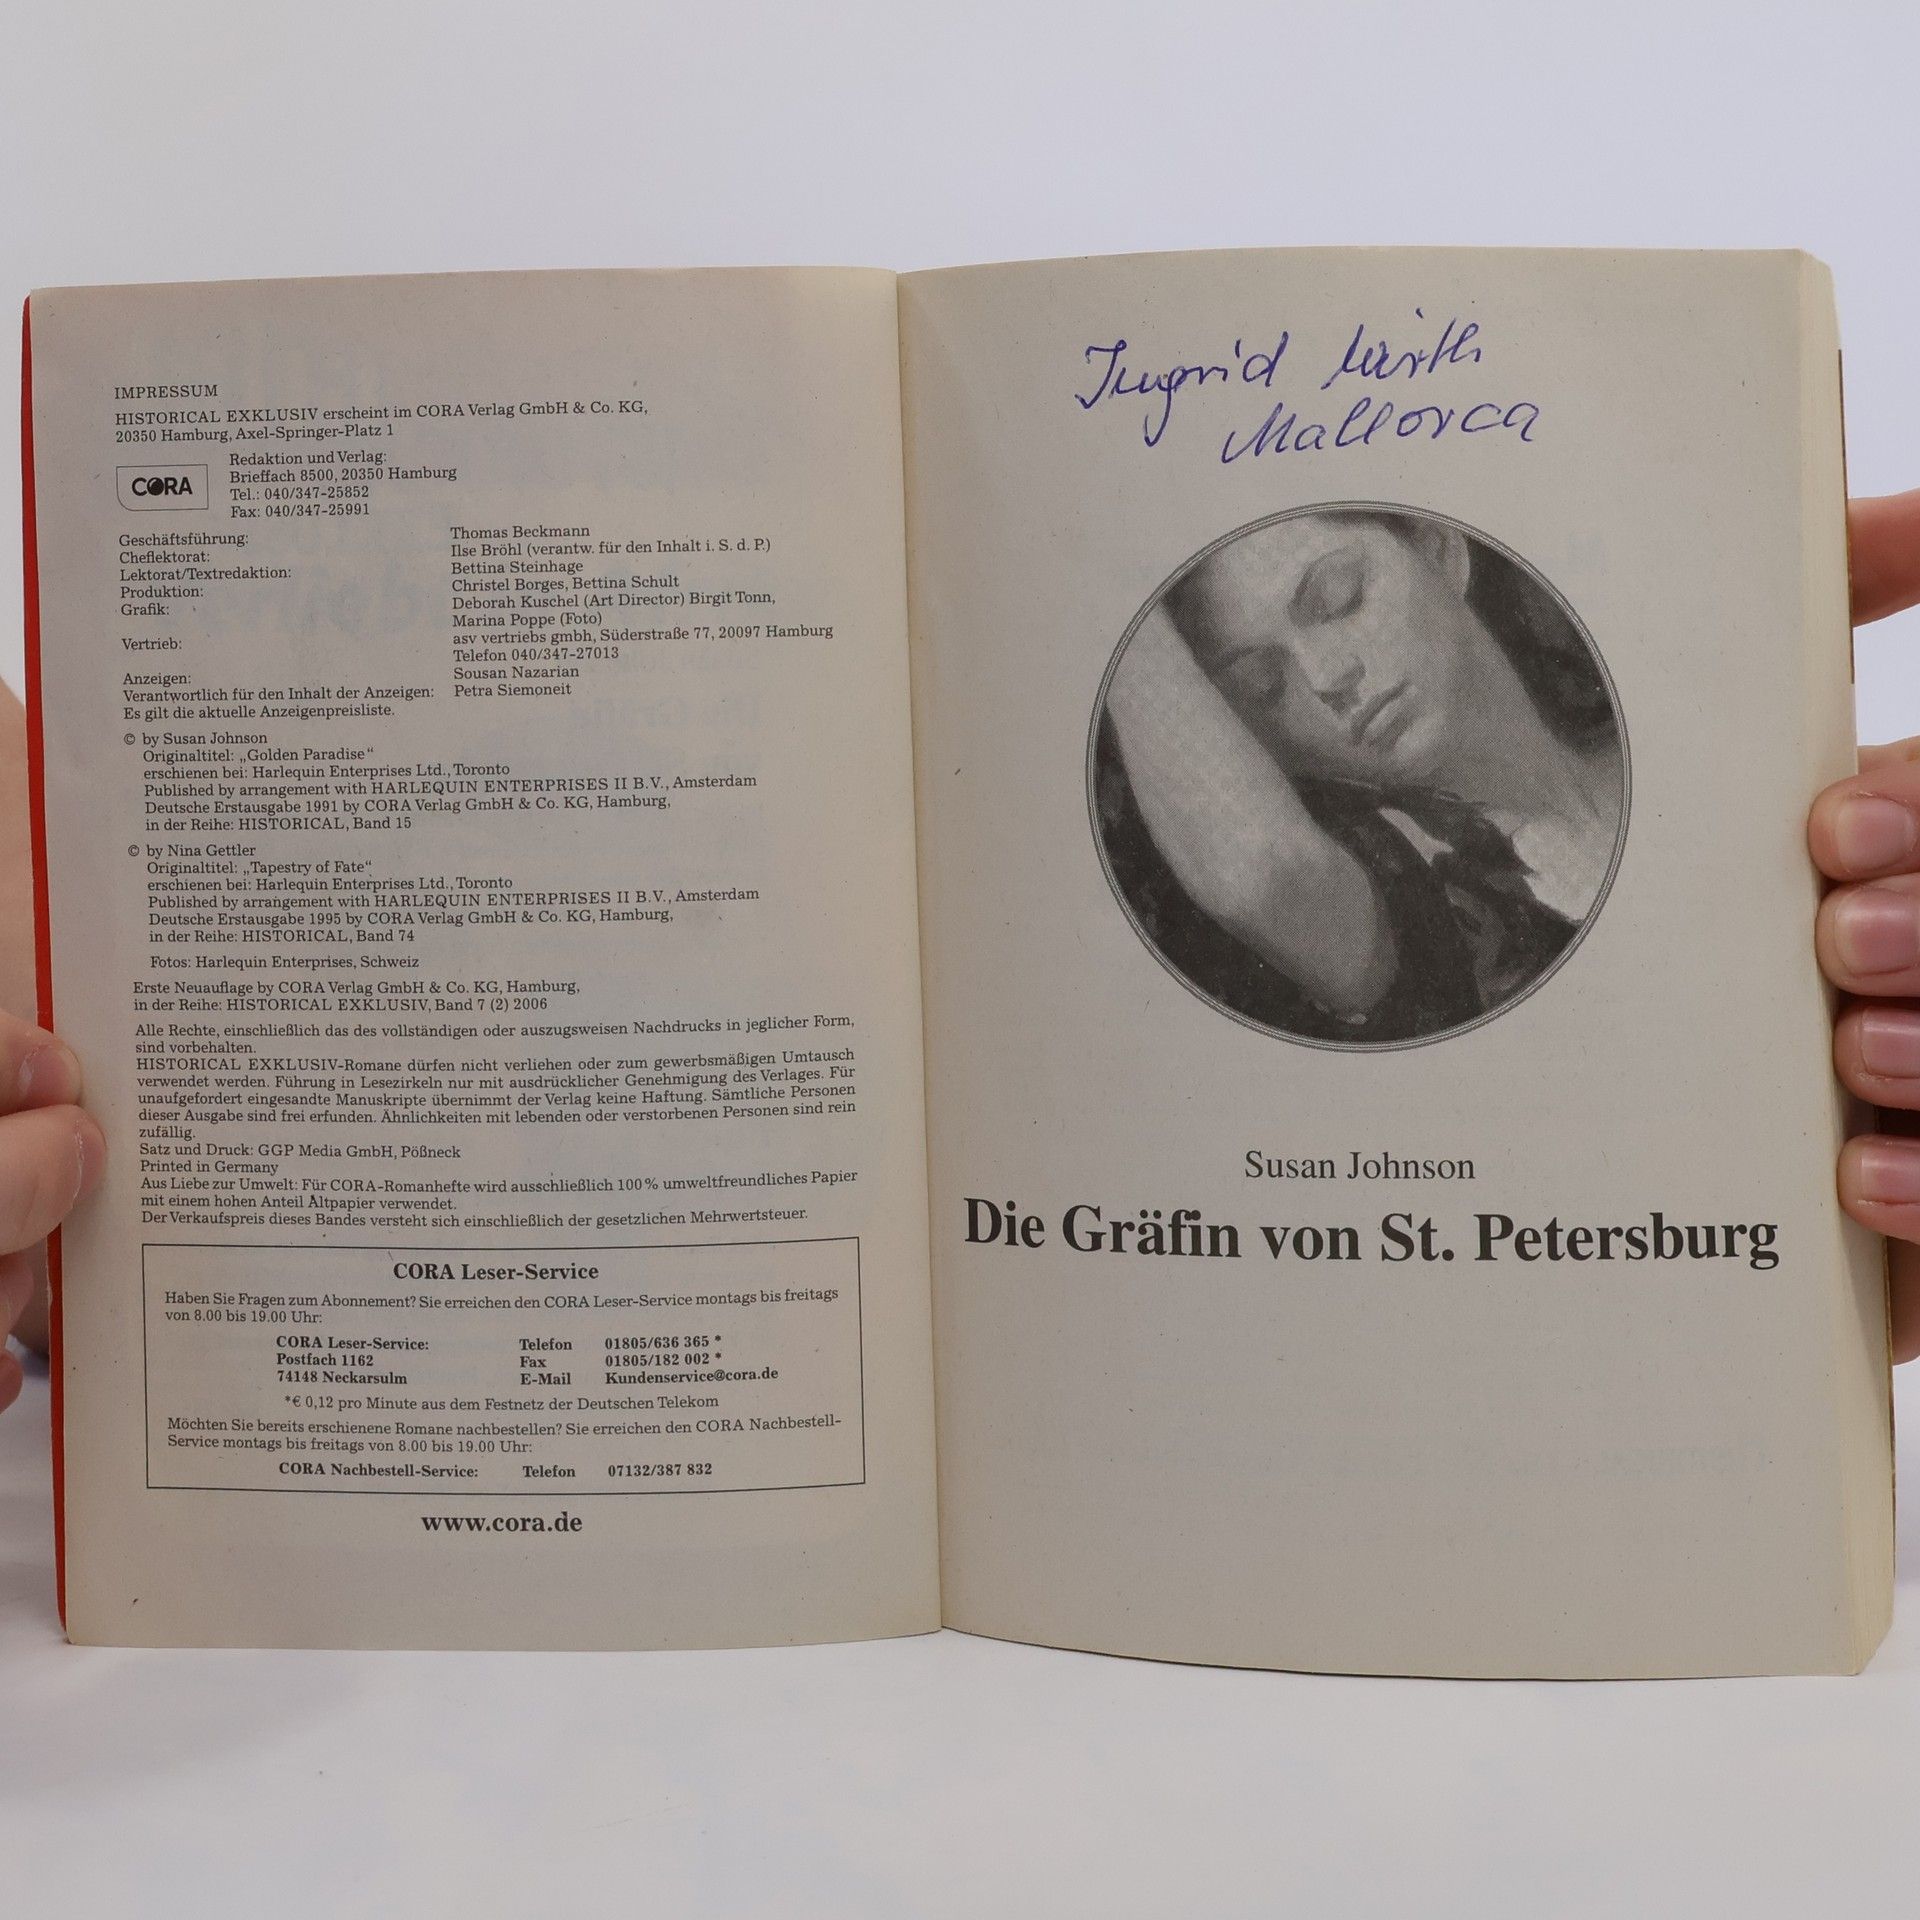 IMPRESSUM
HISTORICAL EXKLUSIV erscheint im CORA Verlag GmbH & Co. KG,
20350 Hamburg, Axel-Springer-Platz 1
CORA
Redaktion und Verlag:
Brieffach 8500, 20350 Hamburg
Tel.: 040/347-25852
Fax: 040/347-25991
Geschäftsführung: Thomas Beckmann
Cheflektorat: Ilse Bröhl (verantw. für den Inhalt i. S. d. P.)
Lektorat/Textredaktion: Bettina Steinhage
Produktion: Christel Borges, Bettina Schult
Grafik: Deborah Kuschel (Art Director) Birgit Tonn,
Marina Poppe (Foto)
Vertrieb: asv vertriebs gmbh, Süderstraße 77, 20097 Hamburg
Telefon 040/347-27013
Anzeigen: Sousan Nazarian
Verantwortlich für den Inhalt der Anzeigen: Petra Siemoneit
Es gilt die aktuelle Anzeigenpreisliste.
© by Susan Johnson
Originaltitel: „Golden Paradise“
erschienen bei: Harlequin Enterprises Ltd., Toronto
Published by arrangement with HARLEQUIN ENTERPRISES II B.V., Amsterdam
Deutsche Erstausgabe 1991 by CORA Verlag GmbH & Co. KG, Hamburg,
in der Reihe: HISTORICAL, Band 15
© by Nina Gettler
Originaltitel: „Tapestry of Fate“
erschienen bei: Harlequin Enterprises Ltd., Toronto
Published by arrangement with HARLEQUIN ENTERPRISES II B.V., Amsterdam
Deutsche Erstausgabe 1995 by CORA Verlag GmbH & Co. KG, Hamburg,
in der Reihe: HISTORICAL, Band 74
Fotos: Harlequin Enterprises, Schweiz
Erste Neuauflage by CORA Verlag GmbH & Co. KG, Hamburg,
in der Reihe: HISTORICAL EXKLUSIV, Band 7 (2) 2006
Alle Rechte, einschließlich das des vollständigen oder auszugsweisen Nachdrucks in jeglicher Form,
sind vorbehalten.
HISTORICAL EXKLUSIV-Romane dürfen nicht verliehen oder zum gewerbsmäßigen Umtausch
verwendet werden. Führung in Lesezirkeln nur mit ausdrücklicher Genehmigung des Verlages. Für
unaufgefordert eingesandte Manuskripte übernimmt der Verlag keine Haftung. Sämtliche Personen
dieser Ausgabe sind frei erfunden. Ähnlichkeiten mit lebenden oder verstorbenen Personen sind rein
zufällig.
Satz und Druck: GGP Media GmbH, Pößneck
Printed in Germany
Aus Liebe zur Umwelt: Für CORA-Romanhefte wird ausschließlich 100 % umweltfreundliches Papier
mit einem hohen Anteil Altpapier verwendet.
Der Verkaufspreis dieses Bandes versteht sich einschließlich der gesetzlichen Mehrwertsteuer.
CORA Leser-Service
Haben Sie Fragen zum Abonnement? Sie erreichen den CORA Leser-Service montags bis freitags
von 8.00 bis 19.00 Uhr:
CORA Leser-Service: Telefon 01805/636 365 *
Postfach 1162 Fax 01805/182 002 *
74148 Neckarsulm E-Mail Kundenservice@cora.de
*€ 0,12 pro Minute aus dem Festnetz der Deutschen Telekom
Möchten Sie bereits erschienene Romane nachbestellen? Sie erreichen den CORA Nachbestell-
Service montags bis freitags von 8.00 bis 19.00 Uhr:
CORA Nachbestell-Service: Telefon 07132/387 832
www.cora.de
Ingrid
Mallorca
Susan Johnson
Die Gräfin von St. Petersburg